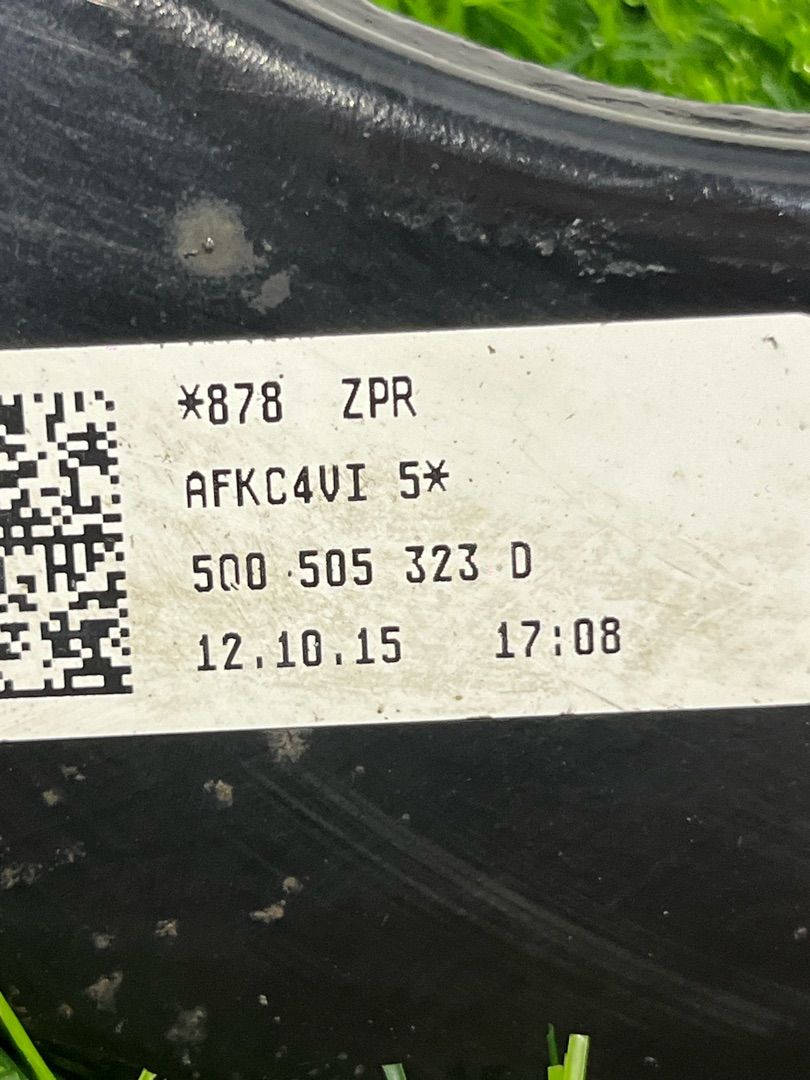 *878 ZPR
AFKC4VI 5*
5Q0 505 323 D
12.10.15 17:08